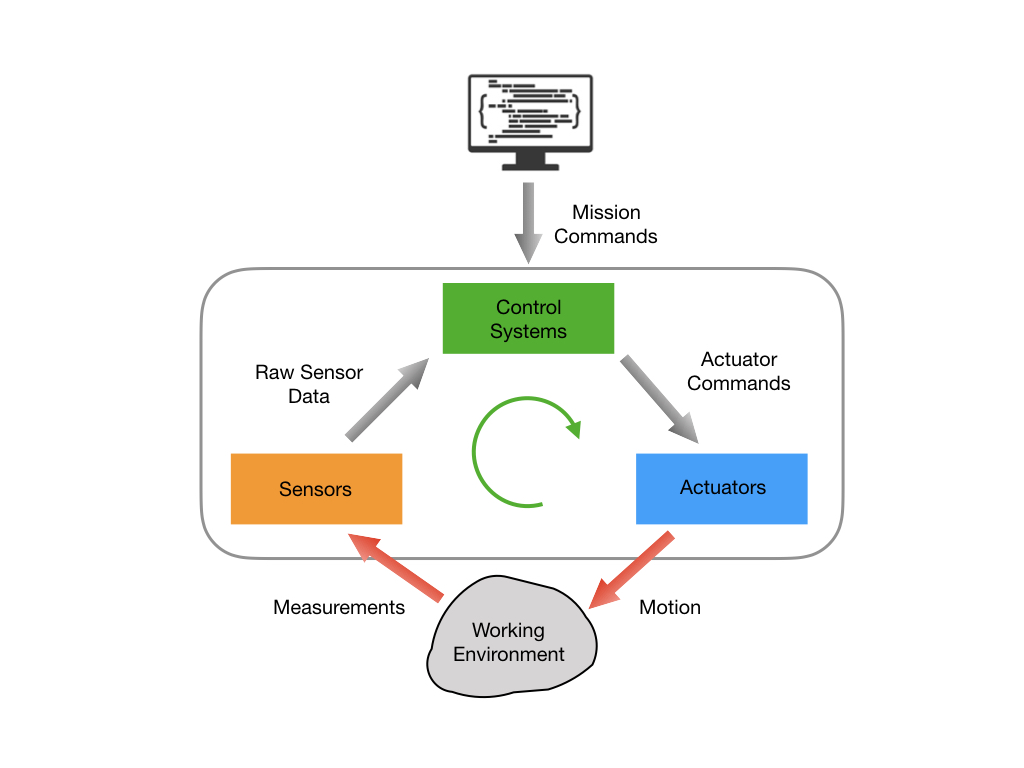 Mission
Commands
Control
Systems
Raw Sensor
Data
Actuator
Commands
Sensors
Actuators
Measurements
Motion
Working
Environment